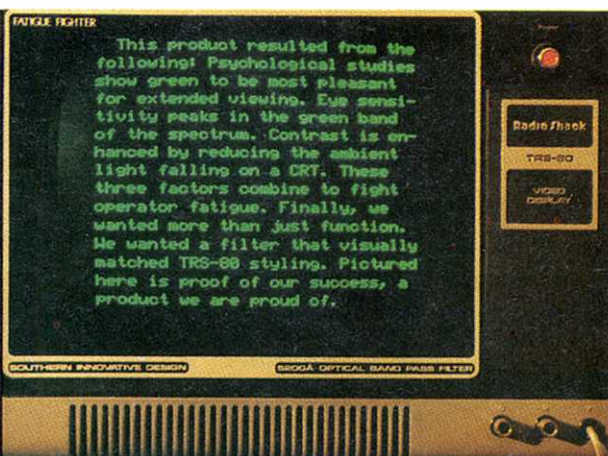 FATIGUE FIGHTER
This product resulted from the
following: Psychological studies
show green to be most pleasant
for extended viewing. Eye sensi-
tivity peaks in the green band
of the spectrum. Contrast is en-
hanced by reducing the ambient
light falling on a CRT. These
three factors combine to fight
operator fatigue. Finally, we
wanted more than just function.
We wanted a filter that visually
matched TRS-80 styling. Pictured
here is proof of our success, a
product we are proud of.
SOUTHERN INNOVATIVE DESIGN
5200Å OPTICAL BAND PASS FILTER
Power
Radio Shack
TRS-80
VIDEO
DISPLAY